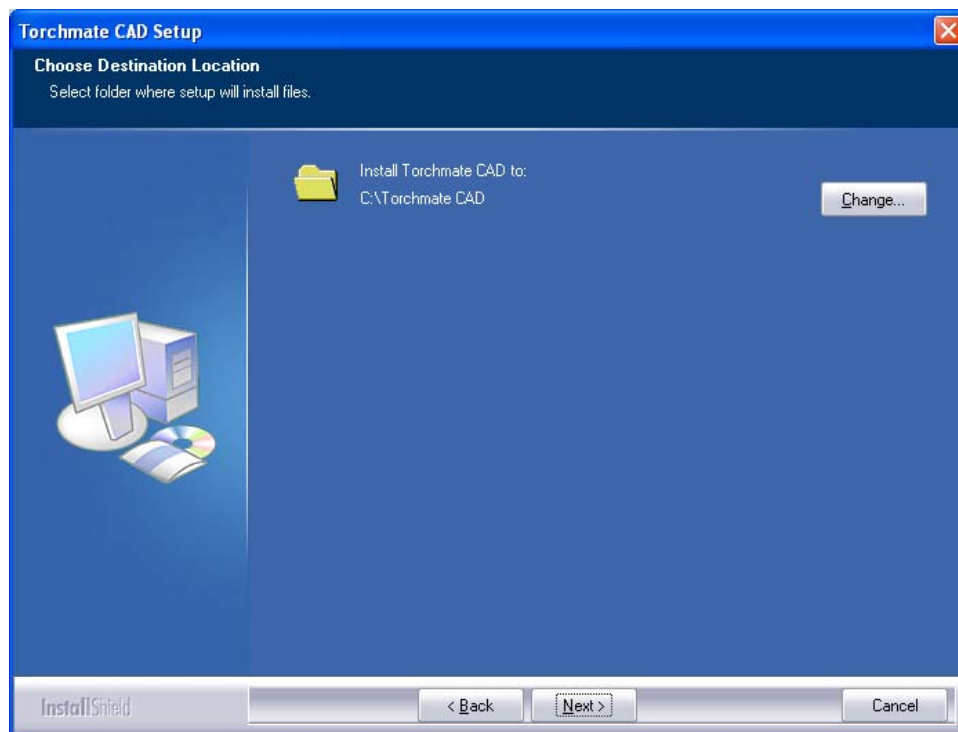 Torchmate CAD Setup
Choose Destination Location
Select folder where setup will install files.
Install Torchmate CAD to:
C:\Torchmate CAD
Change...
InstallShield
< Back
Next >
Cancel